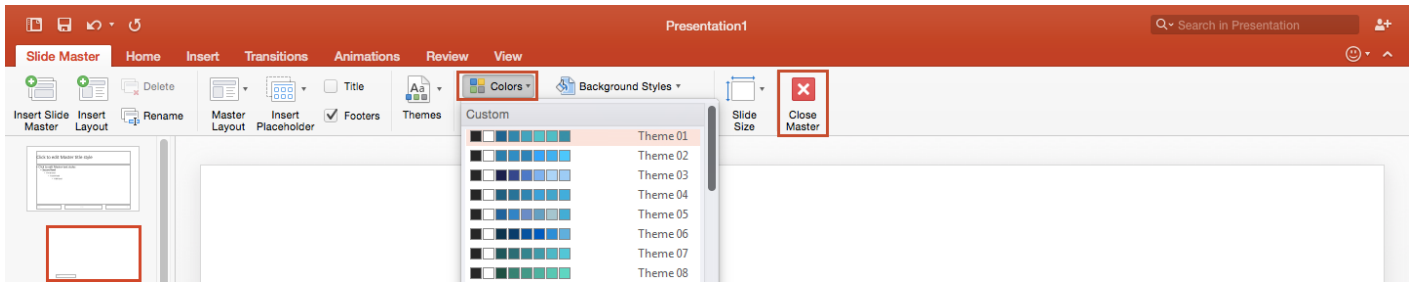 Presentation1
Search in Presentation
Slide Master Home Insert Transitions Animations Review View
Insert Slide Master
Insert Layout
Delete
Rename
Master Layout
Insert Placeholder
Title
Footers
Aa
Themes
Colors
Background Styles
Slide Size
Close Master
Custom
Theme 01
Theme 02
Theme 03
Theme 04
Theme 05
Theme 06
Theme 07
Theme 08
Click to edit Master title style